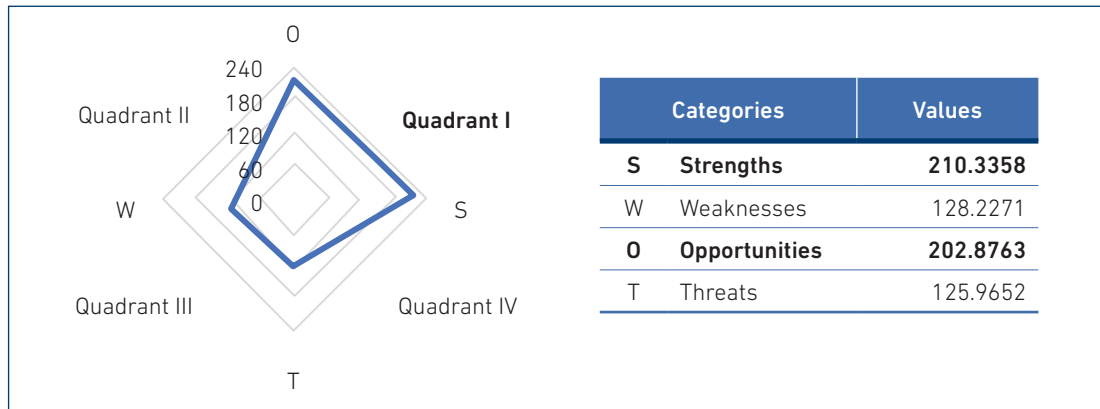 O
240
180
120
60
0
Quadrant II
Quadrant I
W
S
Quadrant III
Quadrant IV
T
Categories Values
S Strengths 210.3358
W Weaknesses 128.2271
O Opportunities 202.8763
T Threats 125.9652